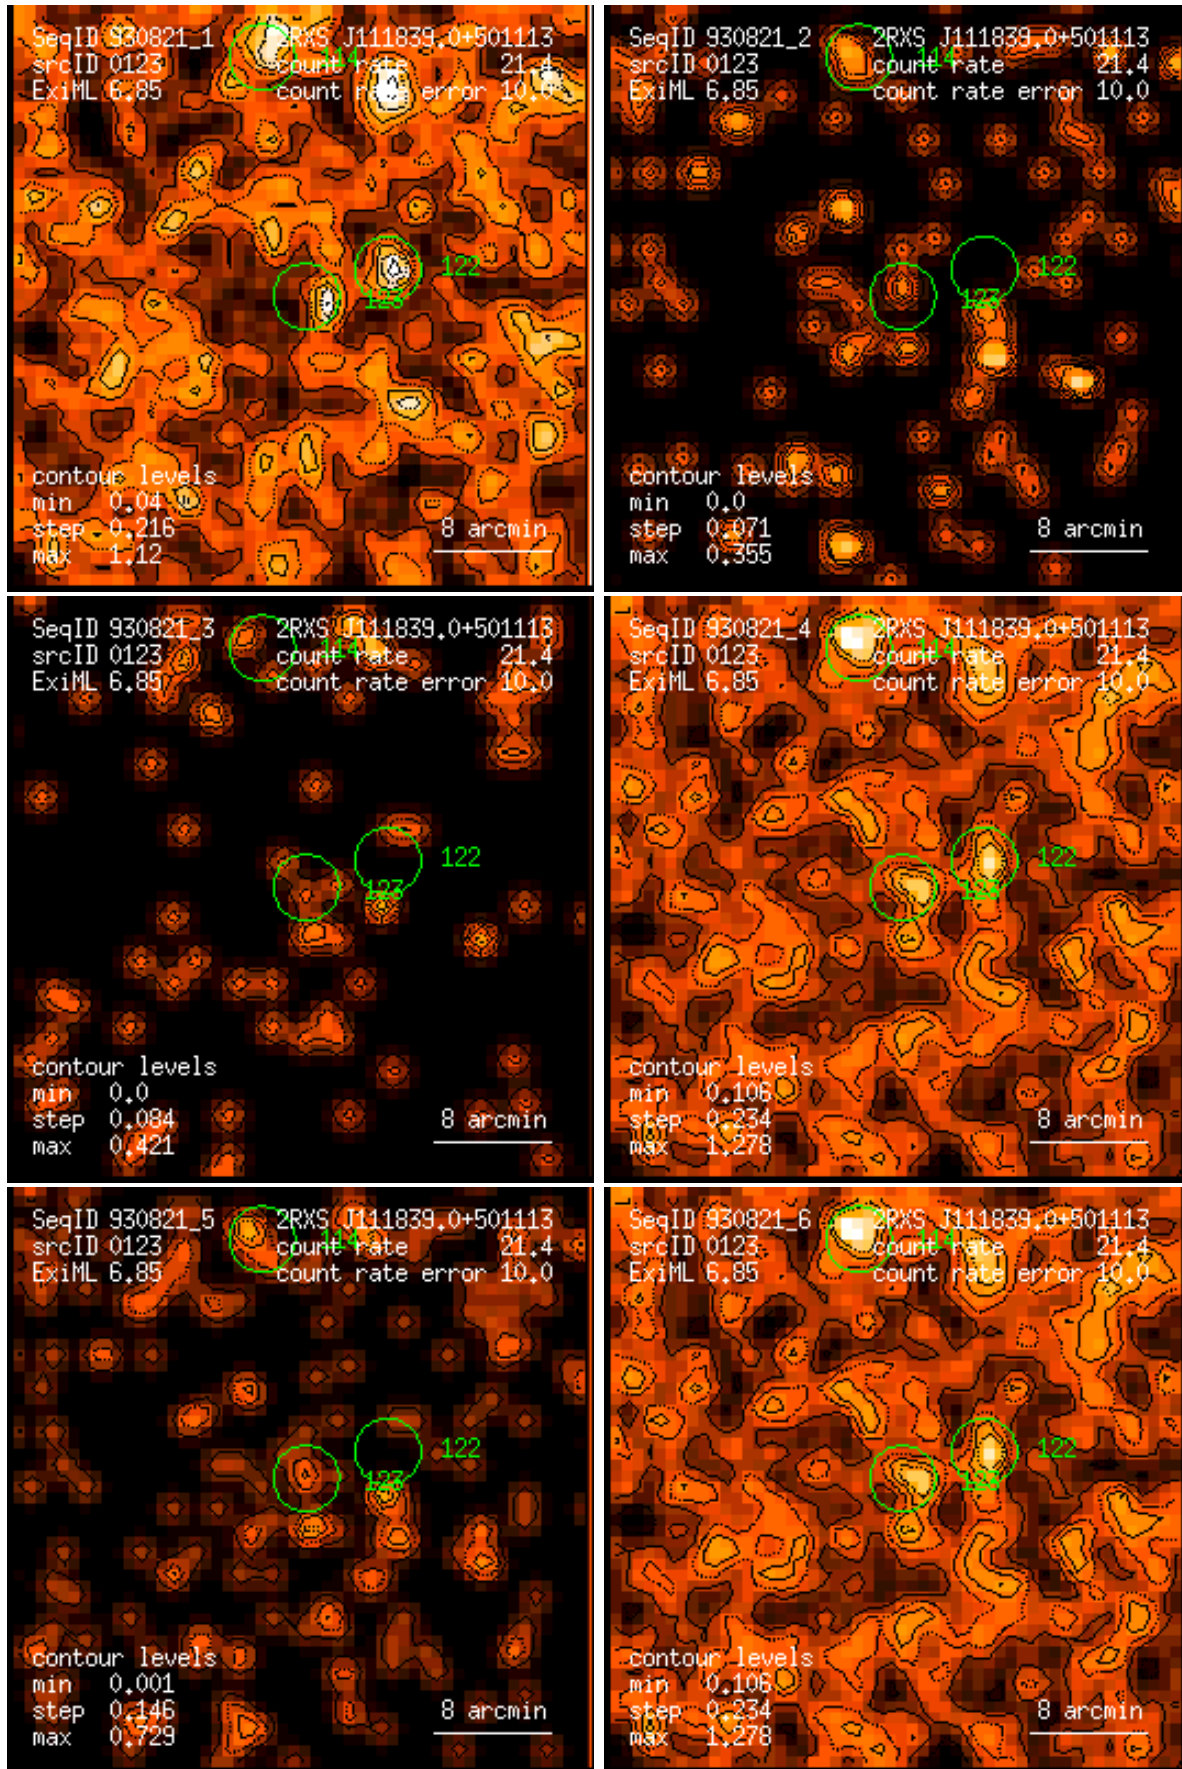 SeqID 930821_1 2RXS J111839.0+501113
srcID 0123 count rate 21.4
ExiML 6.85 count rate error 10.0
114
122
123
contour levels
min 0.04
step 0.216
max 1.12
8 arcmin
SeqID 930821_2 2RXS J111839.0+501113
srcID 0123 count rate 21.4
ExiML 6.85 count rate error 10.0
114
122
123
contour levels
min 0.0
step 0.071
max 0.355
8 arcmin
SeqID 930821_3 2RXS J111839.0+501113
srcID 0123 count rate 21.4
ExiML 6.85 count rate error 10.0
114
122
123
contour levels
min 0.0
step 0.084
max 0.421
8 arcmin
SeqID 930821_4 2RXS J111839.0+501113
srcID 0123 count rate 21.4
ExiML 6.85 count rate error 10.0
114
122
123
contour levels
min 0.106
step 0.234
max 1.278
8 arcmin
SeqID 930821_5 2RXS J111839.0+501113
srcID 0123 count rate 21.4
ExiML 6.85 count rate error 10.0
114
122
123
contour levels
min 0.001
step 0.146
max 0.729
8 arcmin
SeqID 930821_6 2RXS J111839.0+501113
srcID 0123 count rate 21.4
ExiML 6.85 count rate error 10.0
114
122
123
contour levels
min 0.106
step 0.234
max 1.278
8 arcmin